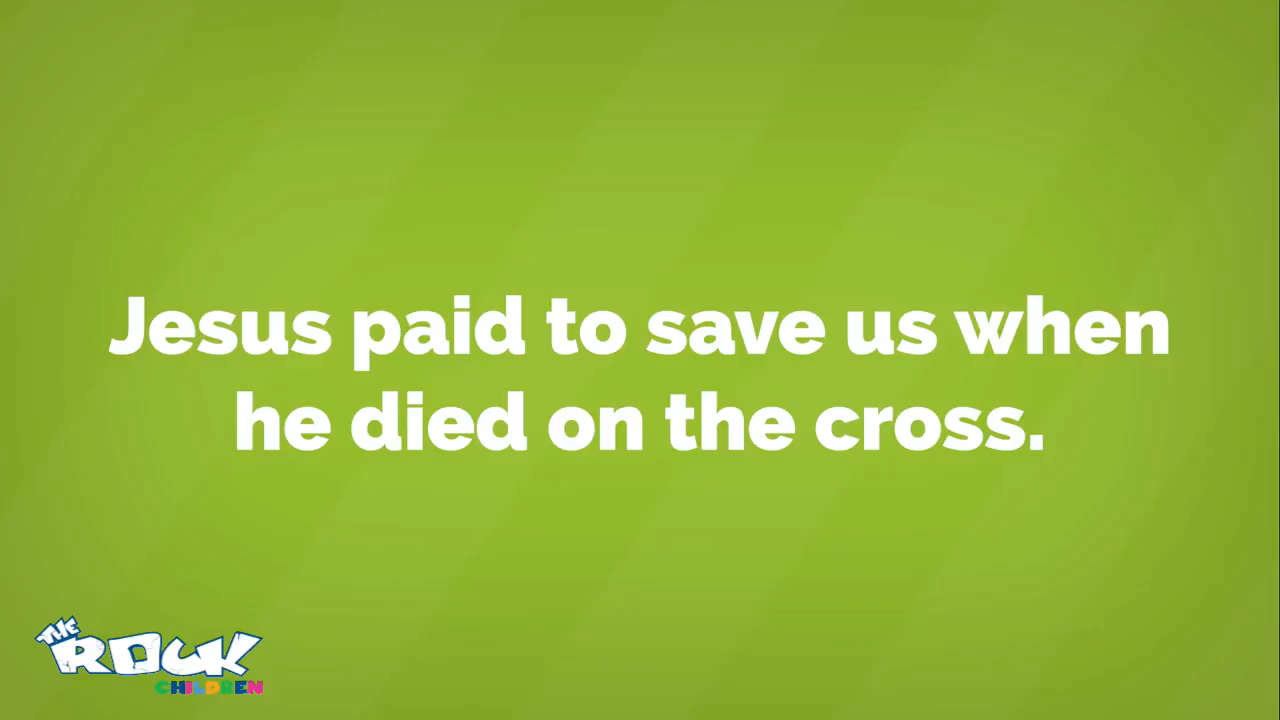 Jesus paid to save us when
he died on the cross.
THE
ROCK
CHILDREN